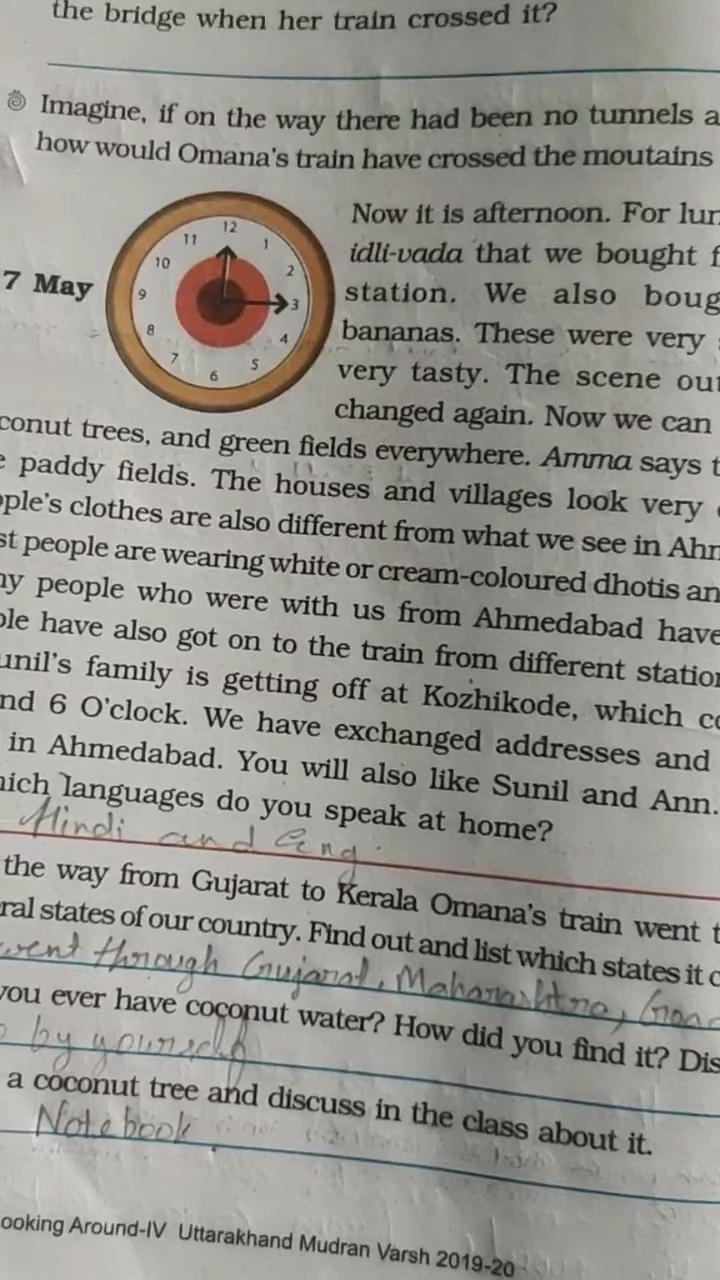 the bridge when her train crossed it?
Imagine, if on the way there had been no tunnels a
how would Omana's train have crossed the moutains
7 May
12
11
1
10
2
9
3
8
4
7
5
6
Now it is afternoon. For lun
idli-vada that we bought f
station. We also boug
bananas. These were very
very tasty. The scene out
changed again. Now we can
conut trees, and green fields everywhere. Amma says t
paddy fields. The houses and villages look very
ple's clothes are also different from what we see in Ahm
st people are wearing white or cream-coloured dhotis an
ny people who were with us from Ahmedabad have
ple have also got on to the train from different station
unil's family is getting off at Kozhikode, which co
nd 6 O'clock. We have exchanged addresses and
in Ahmedabad. You will also like Sunil and Ann.
hich languages do you speak at home?
Hindi and Eng
the way from Gujarat to Kerala Omana's train went t
ral states of our country. Find out and list which states it c
went through Gujarat, Maharashtra,
you ever have coconut water? How did you find it? Dis
by yourself
a coconut tree and discuss in the class about it.
Notebook
ooking Around-IV Uttarakhand Mudran Varsh 2019-20